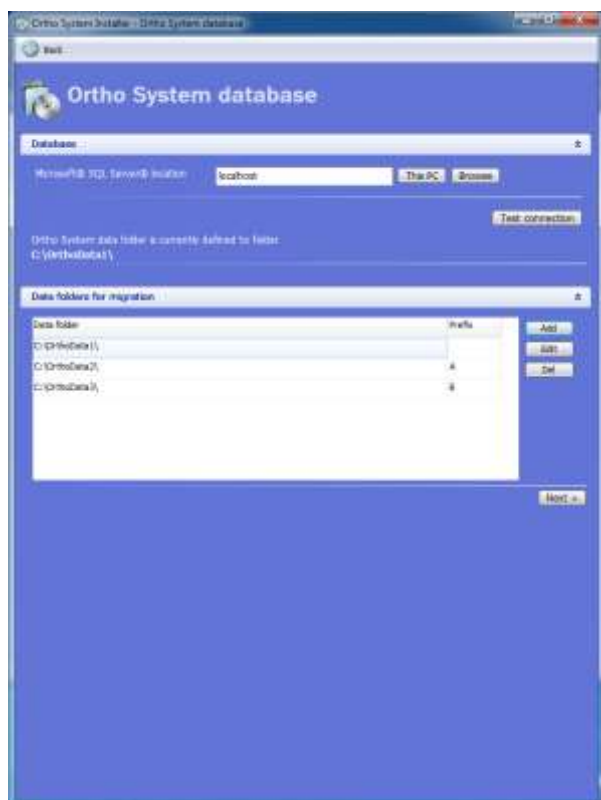 Ortho System Installer - Ortho System database
Back
Ortho System database
Database
Microsoft® SQL Server® location
localhost
This PC
Browse
Test connection
Ortho System data folder is currently defined to folder
C:\OrthoData1\
Data folders for migration
Data folder Prefix
C:\OrthoData1\
C:\OrthoData2\ A
C:\OrthoData3\ B
Add
Edit
Del
Next »